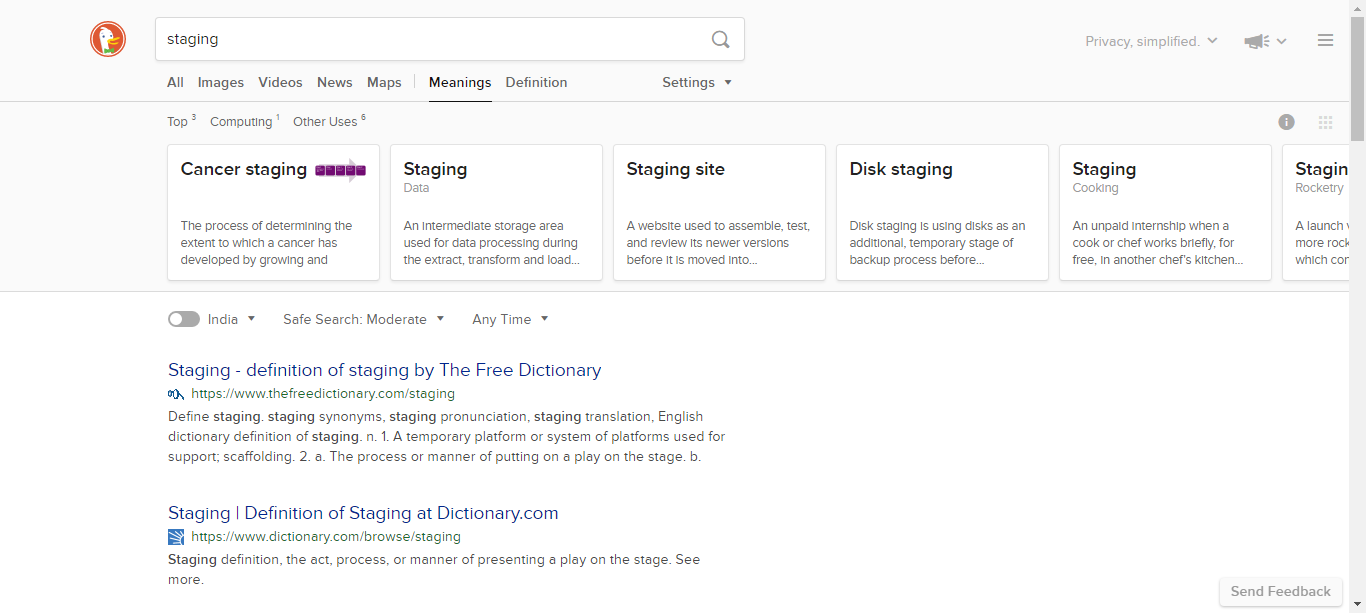 staging
Privacy, simplified.
All Images Videos News Maps Meanings Definition Settings
Top 3 Computing 1 Other Uses 6
Cancer staging
The process of determining the
extent to which a cancer has
developed by growing and
Staging
Data
An intermediate storage area
used for data processing during
the extract, transform and load...
Staging site
A website used to assemble, test,
and review its newer versions
before it is moved into...
Disk staging
Disk staging is using disks as an
additional, temporary stage of
backup process before...
Staging
Cooking
An unpaid internship when a
cook or chef works briefly, for
free, in another chef's kitchen...
Stagin
Rocketry
A launch
more rock
which con
India Safe Search: Moderate Any Time
Staging - definition of staging by The Free Dictionary
https://www.thefreedictionary.com/staging
Define staging. staging synonyms, staging pronunciation, staging translation, English
dictionary definition of staging. n. 1. A temporary platform or system of platforms used for
support; scaffolding. 2. a. The process or manner of putting on a play on the stage. b.
Staging | Definition of Staging at Dictionary.com
https://www.dictionary.com/browse/staging
Staging definition, the act, process, or manner of presenting a play on the stage. See
more.
Send Feedback